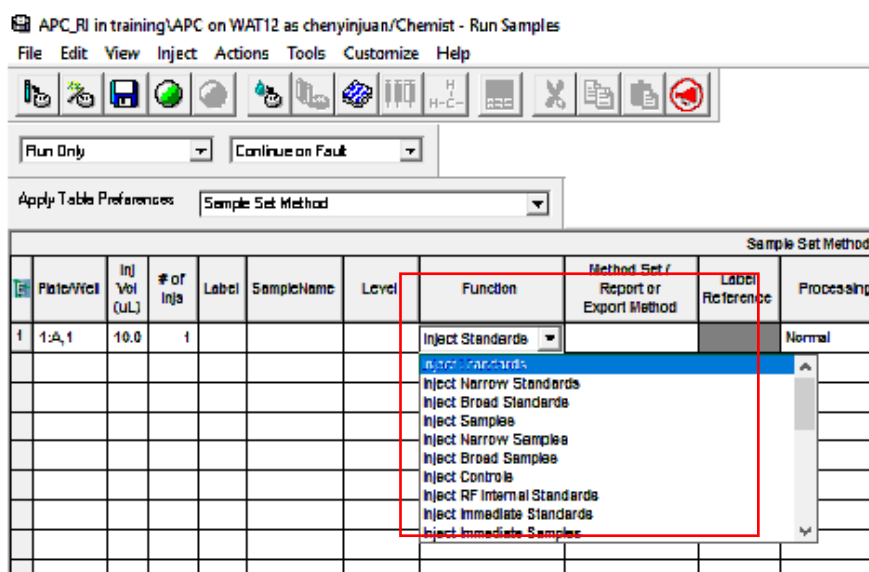 APC_RI in training\APC on WAT12 as chenyinjuan/Chemist - Run Samples
File Edit View Inject Actions Tools Customize Help
H
H-C-
Run Only Continue on Fault
Apply Table Preferences Sample Set Method
Sample Set Method
Plate/Well Inj Vol (uL) # of Injs Label SampleName Level Function Method Set / Report or Export Method Label Reference Processing
1 1:A,1 10.0 1 Inject Standards Normal
Inject Standards
Inject Narrow Standards
Inject Broad Standards
Inject Samples
Inject Narrow Samples
Inject Broad Samples
Inject Controls
Inject RF Internal Standards
Inject Immediate Standards
Inject Immediate Samples